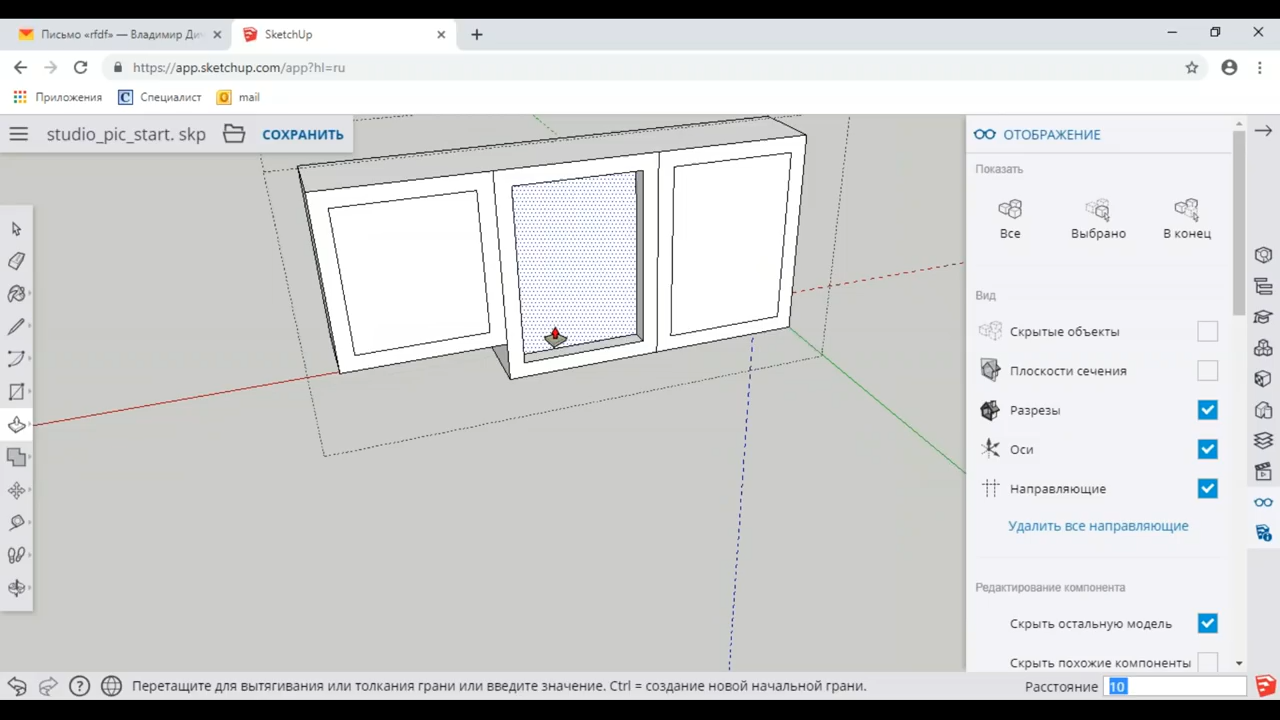 Письмо «rfdf» — Владимир Дич
SketchUp
https://app.sketchup.com/app?hl=ru
Приложения
Специалист
mail
studio_pic_start. skp
СОХРАНИТЬ
ОТОБРАЖЕНИЕ
Показать
Все
Выбрано
В конец
Вид
Скрытые объекты
Плоскости сечения
Разрезы
Оси
Направляющие
Удалить все направляющие
Редактирование компонента
Скрыть остальную модель
Скрыть похожие компоненты
Перетащите для вытягивания или толкания грани или введите значение. Ctrl = создание новой начальной грани.
Расстояние 10